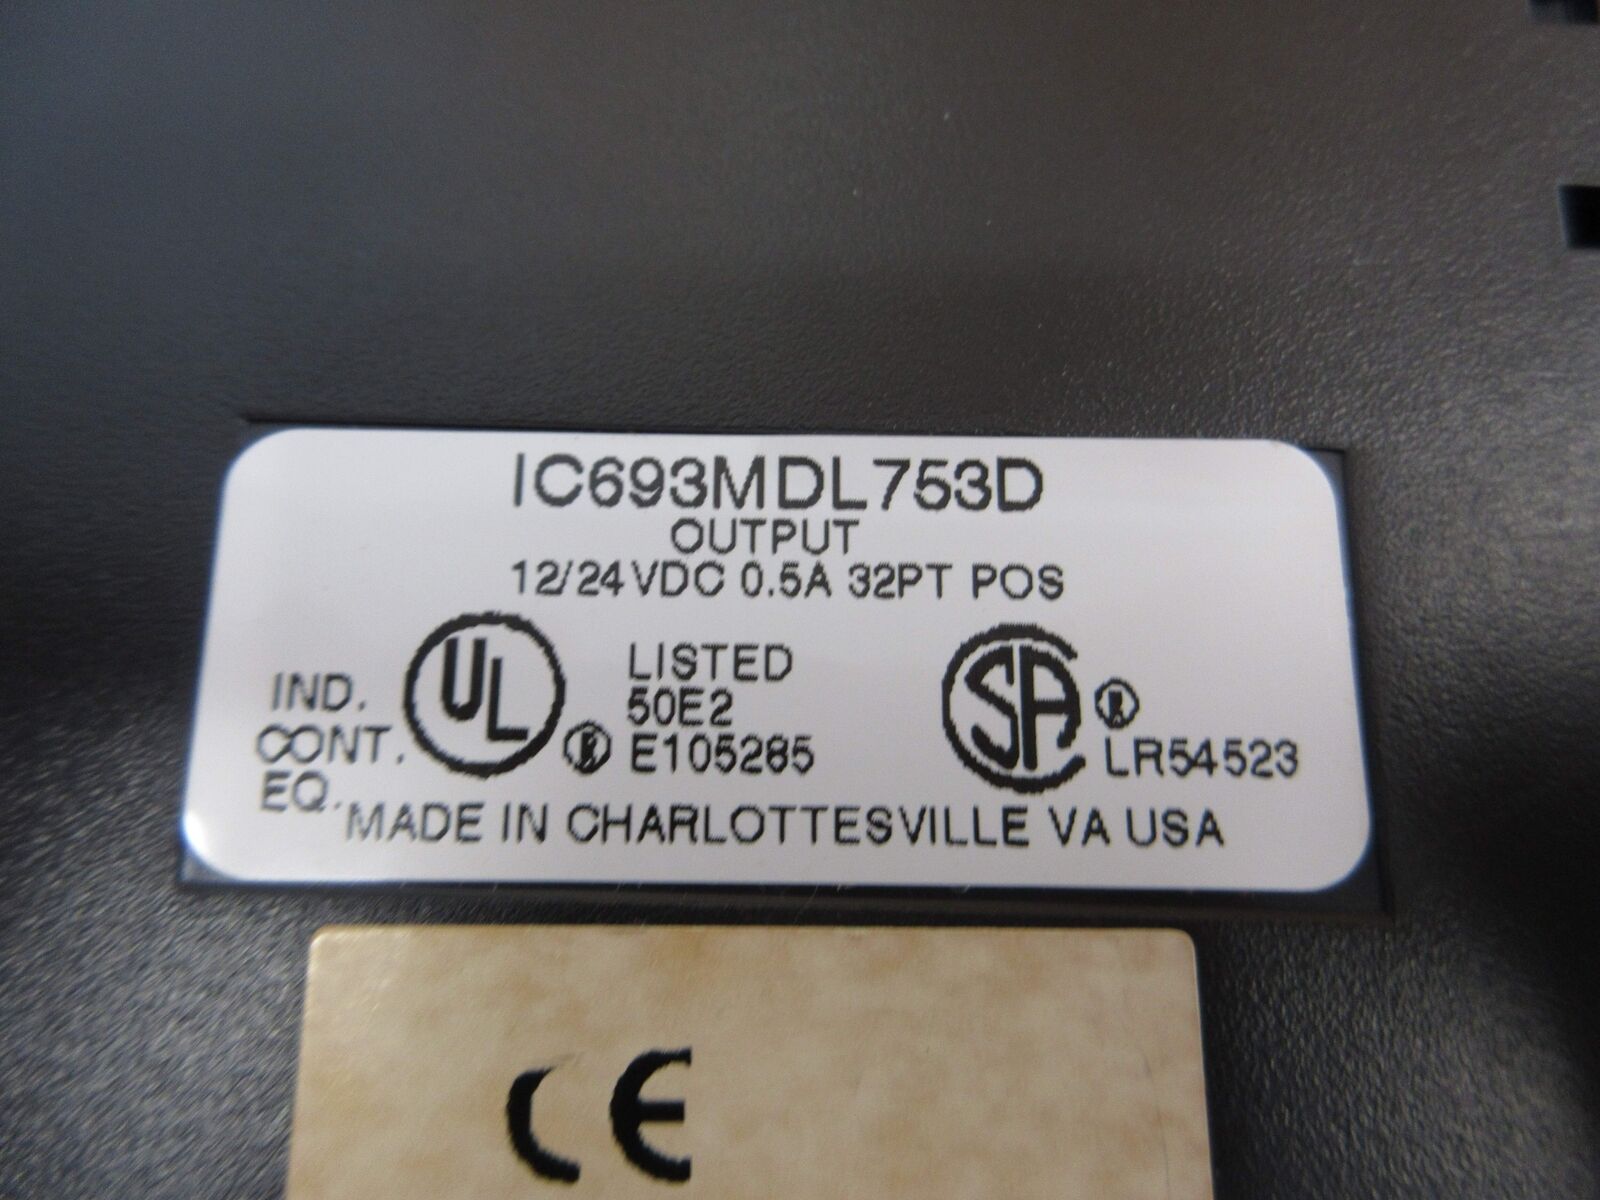 IC693MDL753D
OUTPUT
12/24VDC 0.5A 32PT POS
IND.
CONT.
EQ.
UL
®
LISTED
50E2
E105285
SA
®
LR54523
MADE IN CHARLOTTESVILLE VA USA
CE